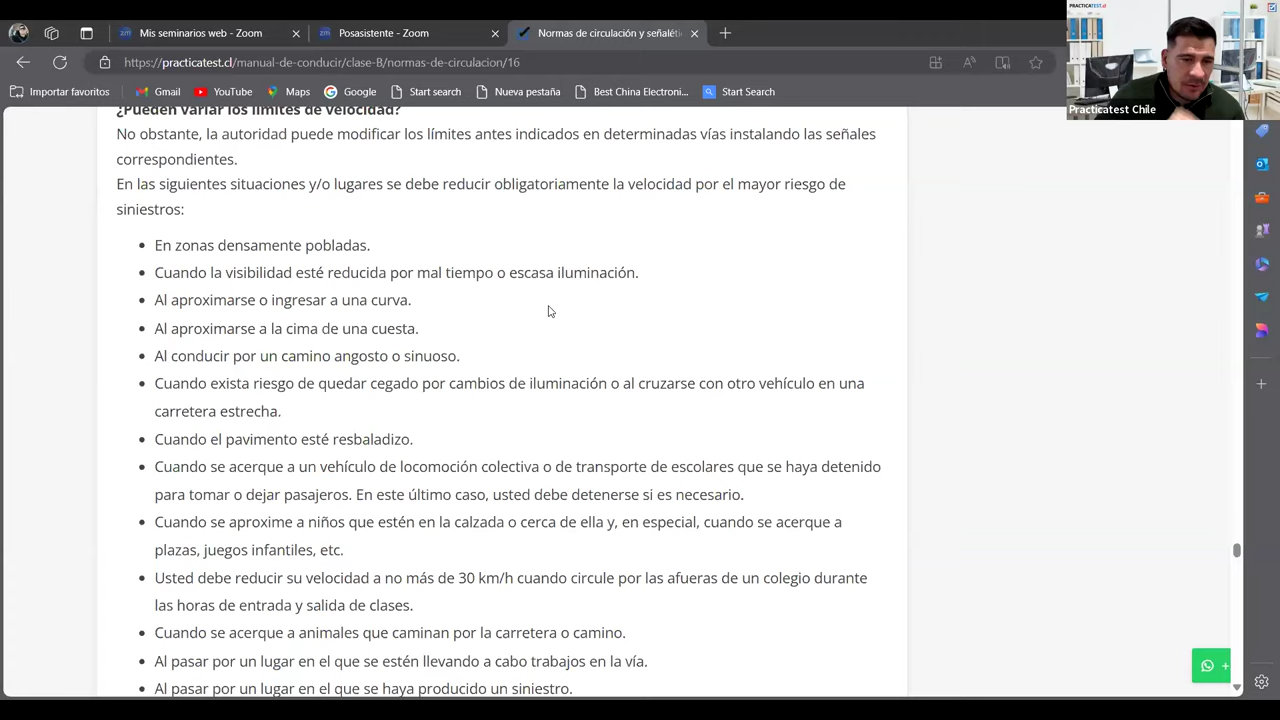 Mis seminarios web - Zoom
Posasiente - Zoom
Normas de circulación y señaléti
https://practicatest.cl/manual-de-conducir/clase-B/normas-de-circulacion/16
Importar favoritos
Gmail
YouTube
Maps
Google
Start search
Nueva pestaña
Best China Electroni...
Start Search
PRACTICATEST.cl
Practicatest Chile
¿Pueden variar los límites de velocidad?
No obstante, la autoridad puede modificar los límites antes indicados en determinadas vías instalando las señales
correspondientes.
En las siguientes situaciones y/o lugares se debe reducir obligatoriamente la velocidad por el mayor riesgo de
siniestros:
• En zonas densamente pobladas.
• Cuando la visibilidad esté reducida por mal tiempo o escasa iluminación.
• Al aproximarse o ingresar a una curva.
• Al aproximarse a la cima de una cuesta.
• Al conducir por un camino angosto o sinuoso.
• Cuando exista riesgo de quedar cegado por cambios de iluminación o al cruzarse con otro vehículo en una
carretera estrecha.
• Cuando el pavimento esté resbaladizo.
• Cuando se acerque a un vehículo de locomoción colectiva o de transporte de escolares que se haya detenido
para tomar o dejar pasajeros. En este último caso, usted debe detenerse si es necesario.
• Cuando se aproxime a niños que estén en la calzada o cerca de ella y, en especial, cuando se acerque a
plazas, juegos infantiles, etc.
• Usted debe reducir su velocidad a no más de 30 km/h cuando circule por las afueras de un colegio durante
las horas de entrada y salida de clases.
• Cuando se acerque a animales que caminan por la carretera o camino.
• Al pasar por un lugar en el que se estén llevando a cabo trabajos en la vía.
• Al pasar por un lugar en el que se haya producido un siniestro.